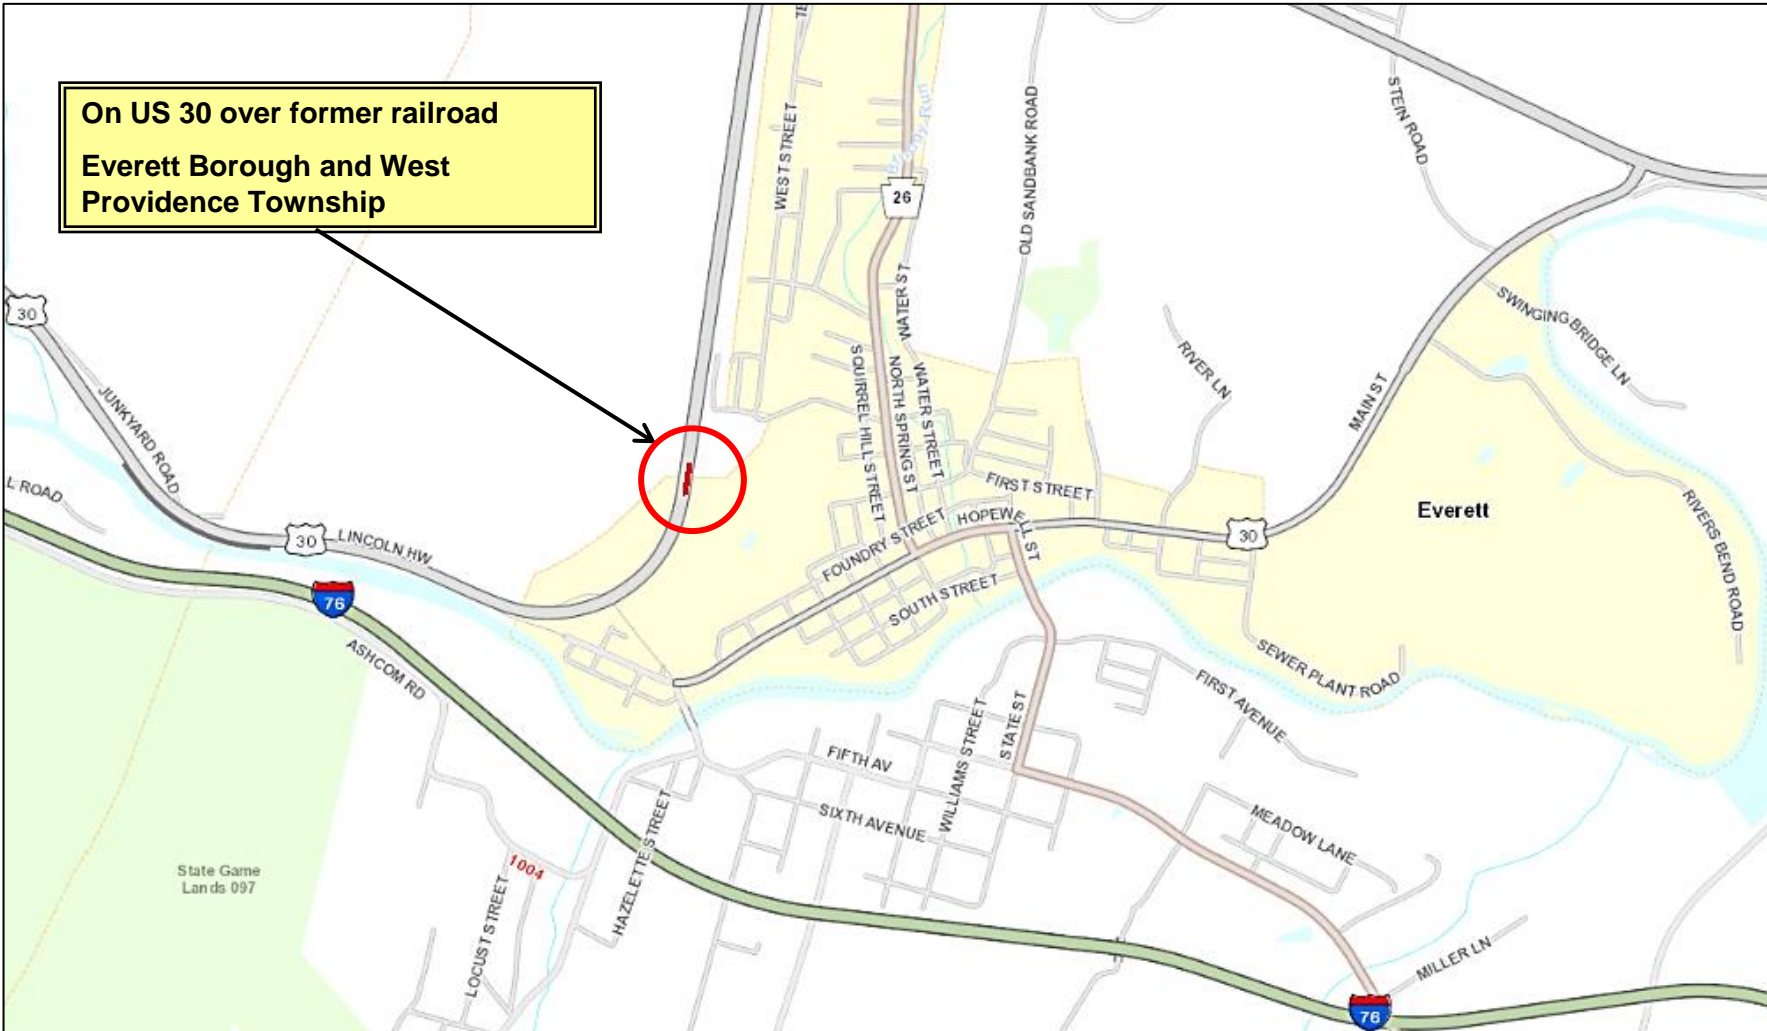 On US 30 over former railroad
Everett Borough and West
Providence Township
WEST STREET
Bloody Run
26
OLD SANDBANK ROAD
STEIN ROAD
30
JUNKYARD ROAD
L ROAD
30
LINCOLN HW
76
ASHCOM RD
WATER ST
SQUIRREL HILL STREET
NORTH SPRING ST
WATER STREET
FIRST STREET
HOPEWELL ST
FOUNDRY STREET
SOUTH STREET
RIVER LN
MAIN ST
SWINGING BRIDGE LN
30
Everett
RIVERS BEND ROAD
SEWER PLANT ROAD
FIRST AVENUE
STATE ST
WILLIAMS STREET
FIFTH AV
SIXTH AVENUE
MEADOW LANE
HAZELETTE STREET
1004
LOCUST STREET
State Game
Lands 097
MILLER LN
76